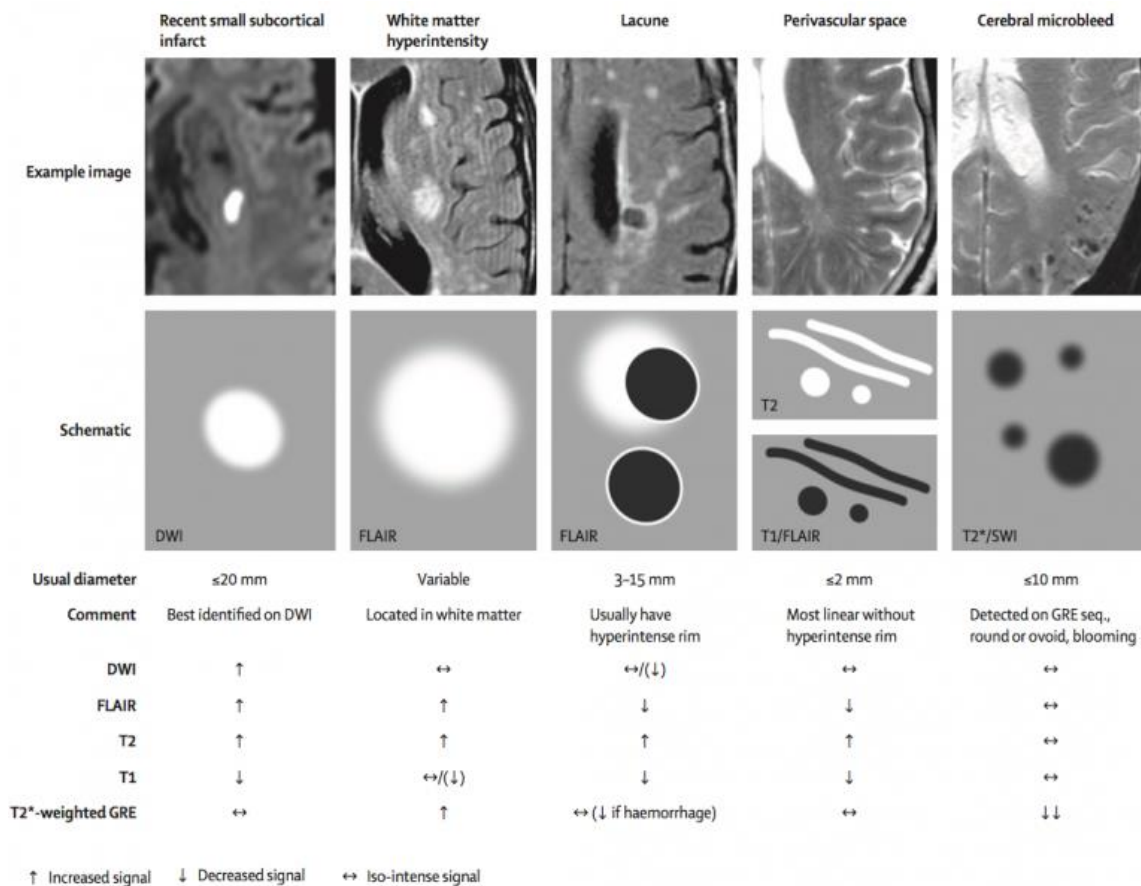 Recent small subcortical infarct
White matter hyperintensity
Lacune
Perivascular space
Cerebral microbleed
Example image
Schematic
DWI
FLAIR
FLAIR
T2
T1/FLAIR
T2*/SWI
Usual diameter ≤20 mm Variable 3–15 mm ≤2 mm ≤10 mm
Comment Best identified on DWI Located in white matter Usually have hyperintense rim Most linear without hyperintense rim Detected on GRE seq., round or ovoid, blooming
DWI ↑ ↔ ↔/(↓) ↔ ↔
FLAIR ↑ ↑ ↓ ↓ ↔
T2 ↑ ↑ ↑ ↑ ↔
T1 ↓ ↔/(↓) ↓ ↓ ↔
T2*-weighted GRE ↔ ↑ ↔ (↓ if haemorrhage) ↔ ↓↓
↑ Increased signal ↓ Decreased signal ↔ Iso-intense signal